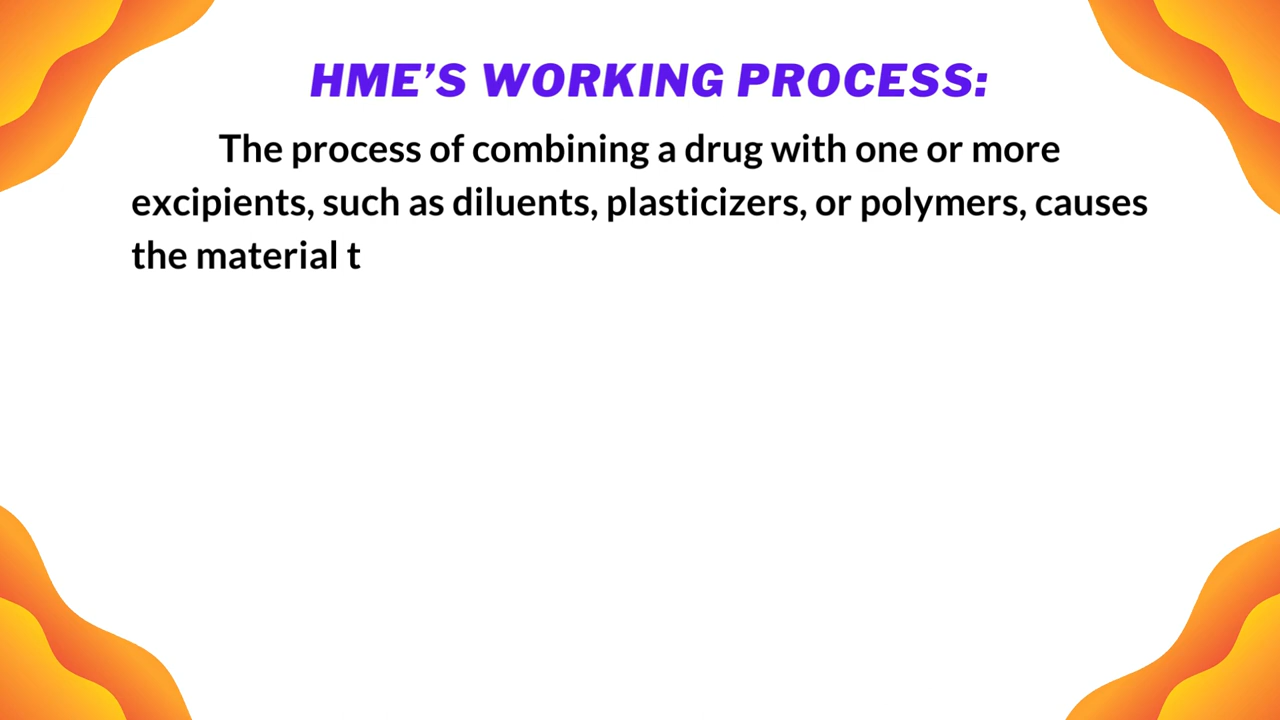 HME’S WORKING PROCESS:
The process of combining a drug with one or more
excipients, such as diluents, plasticizers, or polymers, causes
the material t